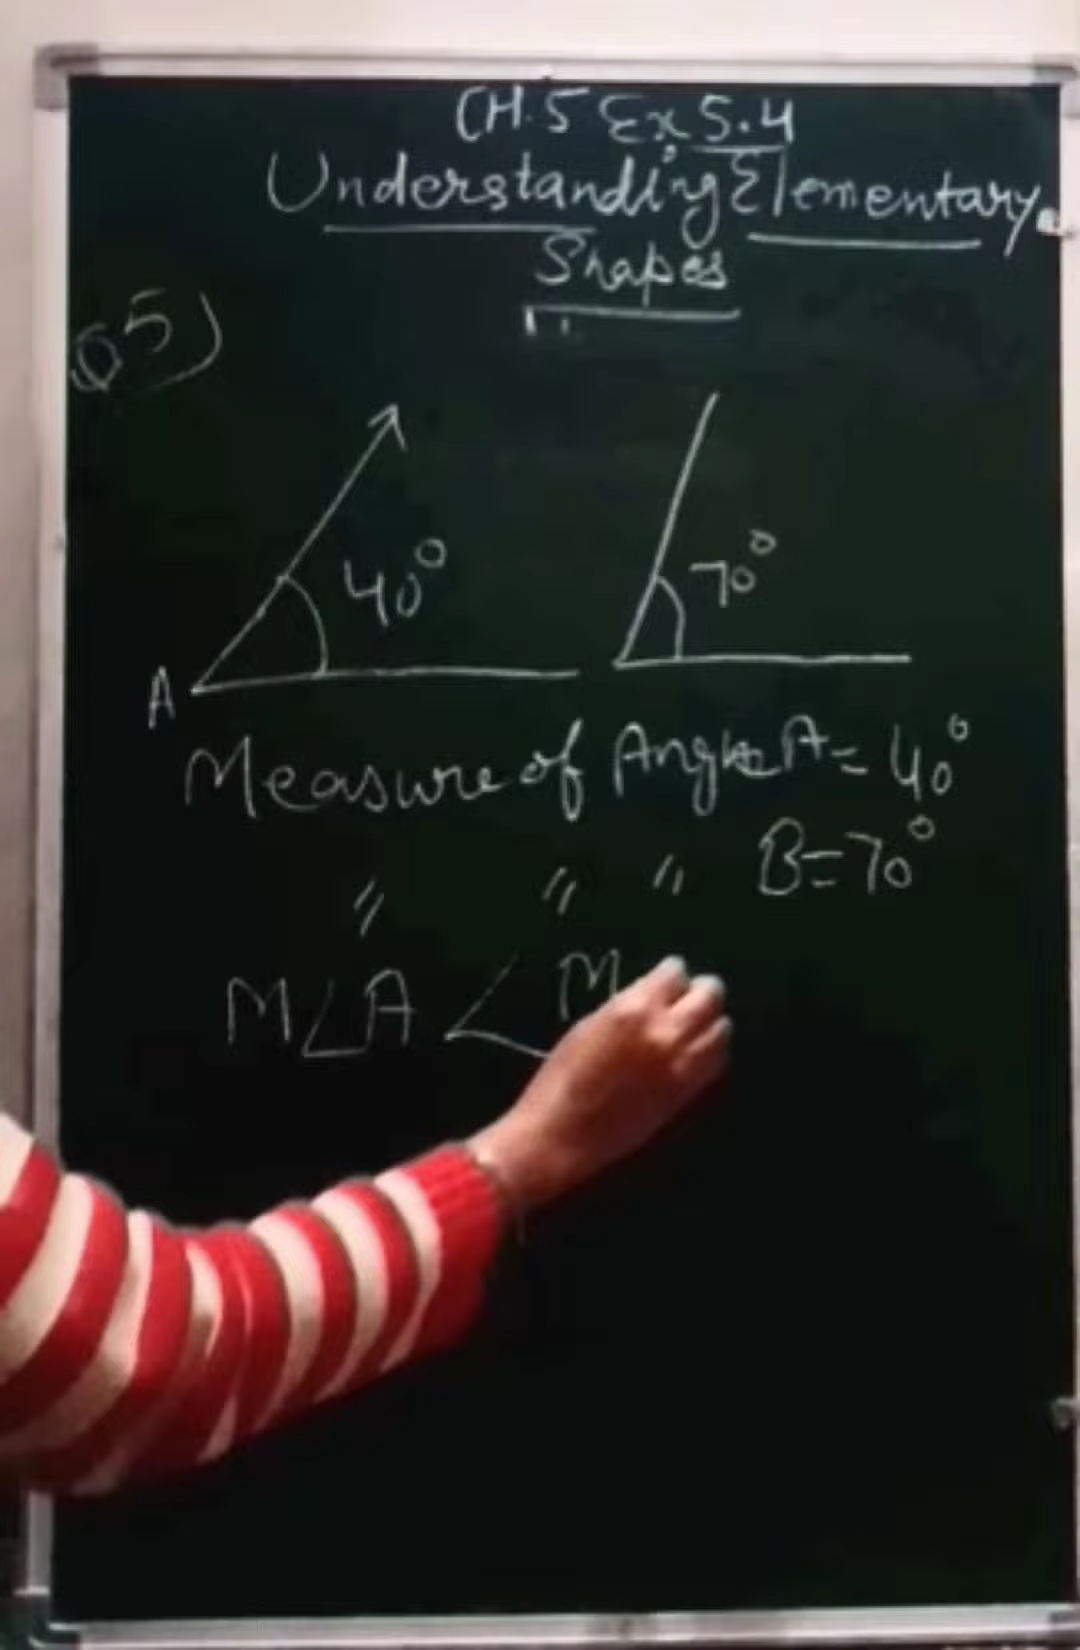 CH.5 Ex 5.4
Understanding Elementary
Shapes
Q5)
40° 70°
A
Measure of Angle A = 40°
" " " B = 70°
M∠A < M